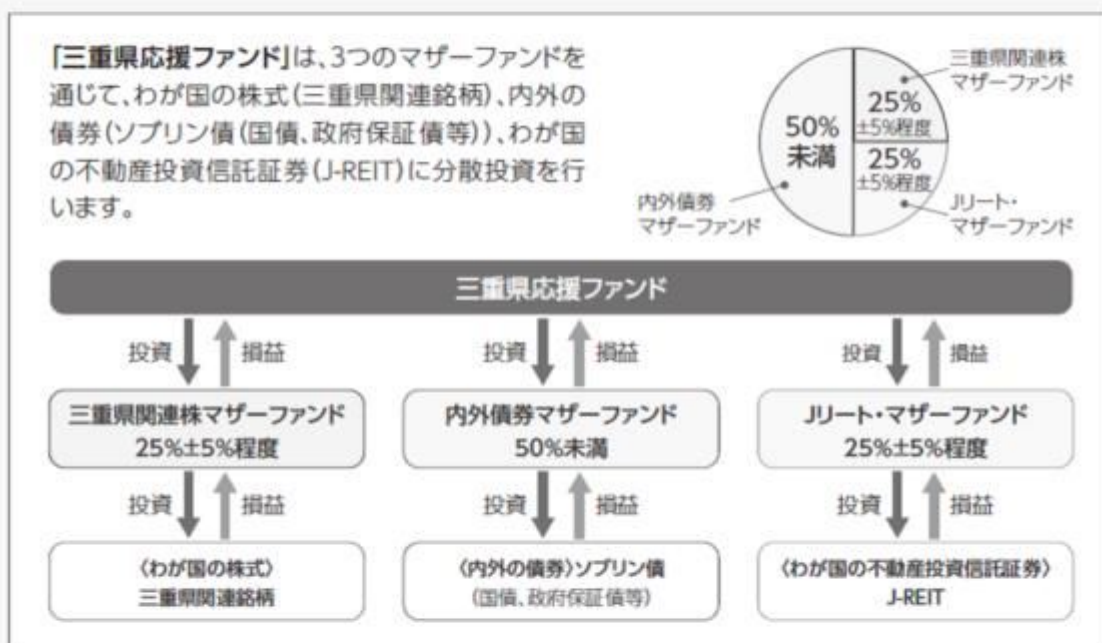 「三重県応援ファンド」は、3つのマザーファンドを
通じて、わが国の株式(三重県関連銘柄)、内外の
債券(ソブリン債(国債、政府保証債等))、わが国
の不動産投資信託証券(J-REIT)に分散投資を行
います。
三重県関連株
マザーファンド
25%
±5%程度
50%
未満
25%
±5%程度
内外債券
マザーファンド
Jリート・
マザーファンド
三重県応援ファンド
投資 損益 投資 損益 投資 損益
三重県関連株マザーファンド
25%±5%程度
内外債券マザーファンド
50%未満
Jリート・マザーファンド
25%±5%程度
投資 損益 投資 損益 投資 損益
〈わが国の株式〉
三重県関連銘柄
〈内外の債券〉ソブリン債
(国債、政府保証債等)
〈わが国の不動産投資信託証券〉
J-REIT